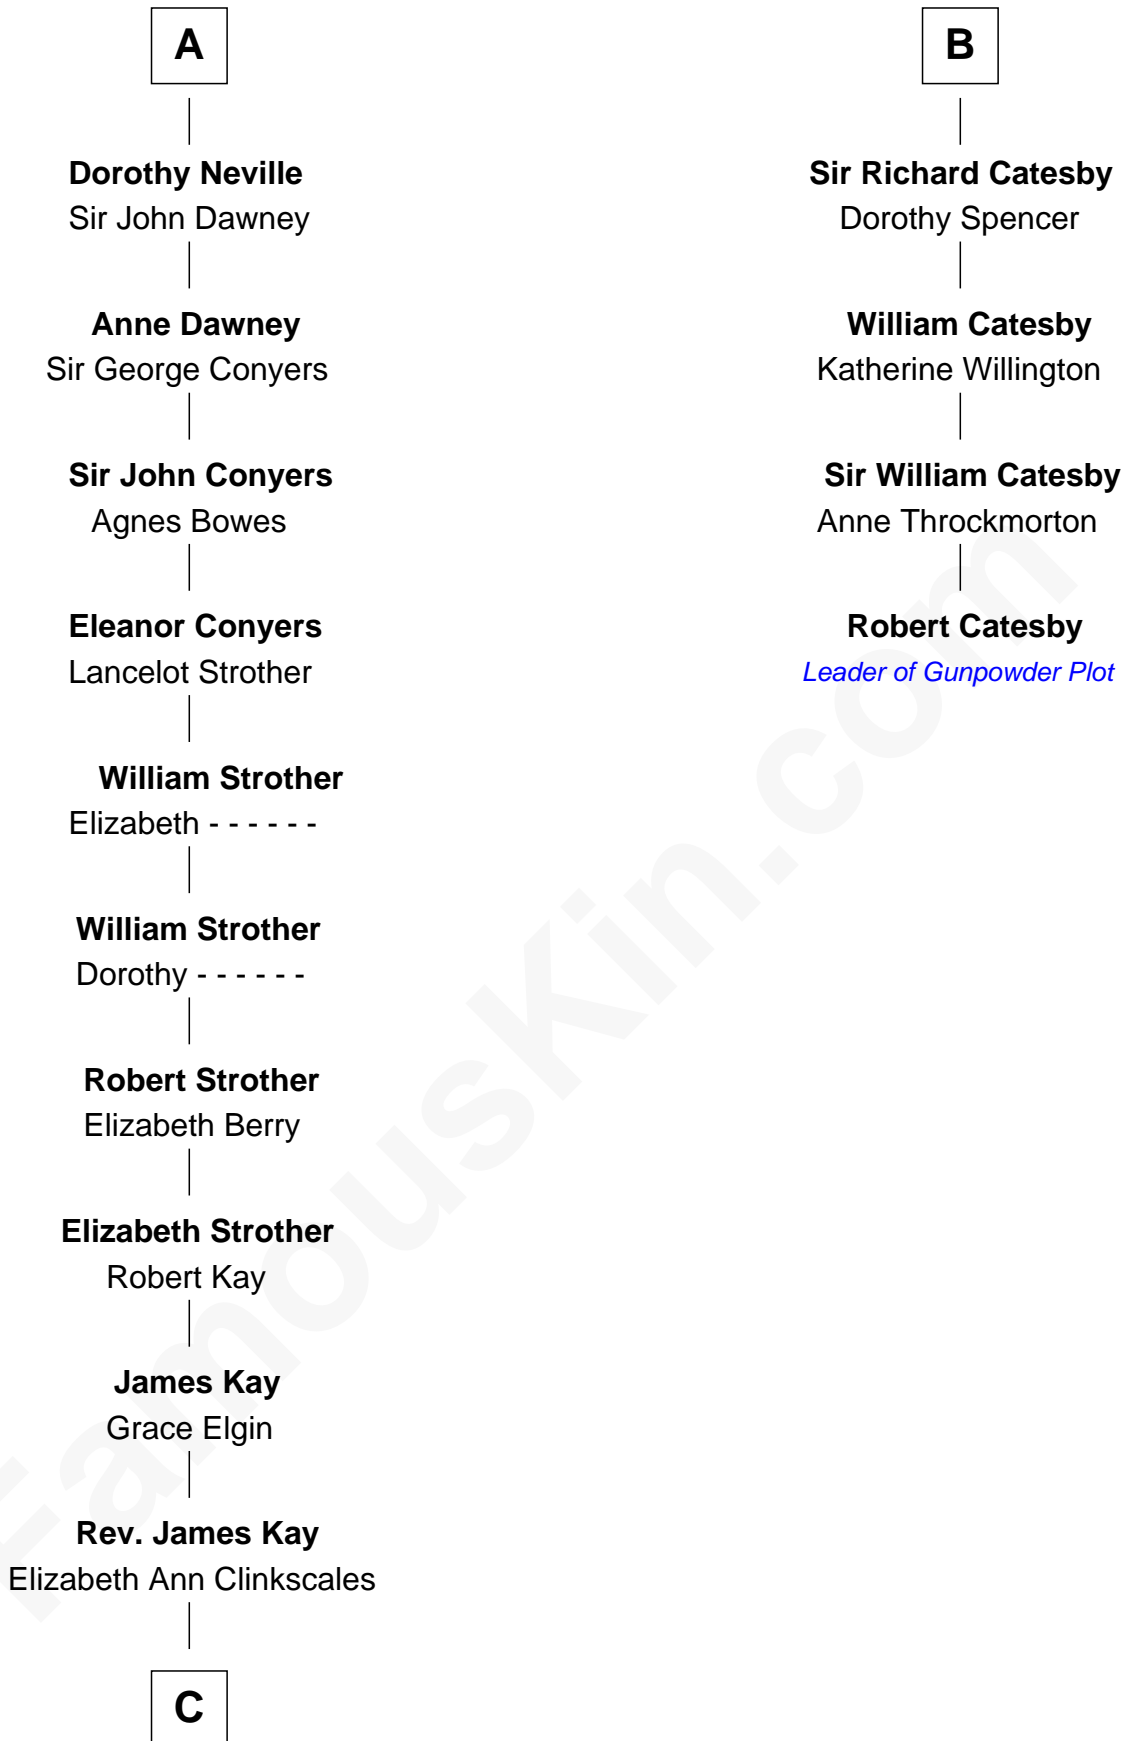 A
Dorothy Neville
Sir John Dawney
Anne Dawney
Sir George Conyers
Sir John Conyers
Agnes Bowes
Eleanor Conyers
Lancelot Strother
William Strother
Elizabeth - - - - - -
William Strother
Dorothy - - - - - -
Robert Strother
Elizabeth Berry
Elizabeth Strother
Robert Kay
James Kay
Grace Elgin
Rev. James Kay
Elizabeth Ann Clinkscales
C
B
Sir Richard Catesby
Dorothy Spencer
William Catesby
Katherine Willington
Sir William Catesby
Anne Throckmorton
Robert Catesby
Leader of Gunpowder Plot
FamousKin.com